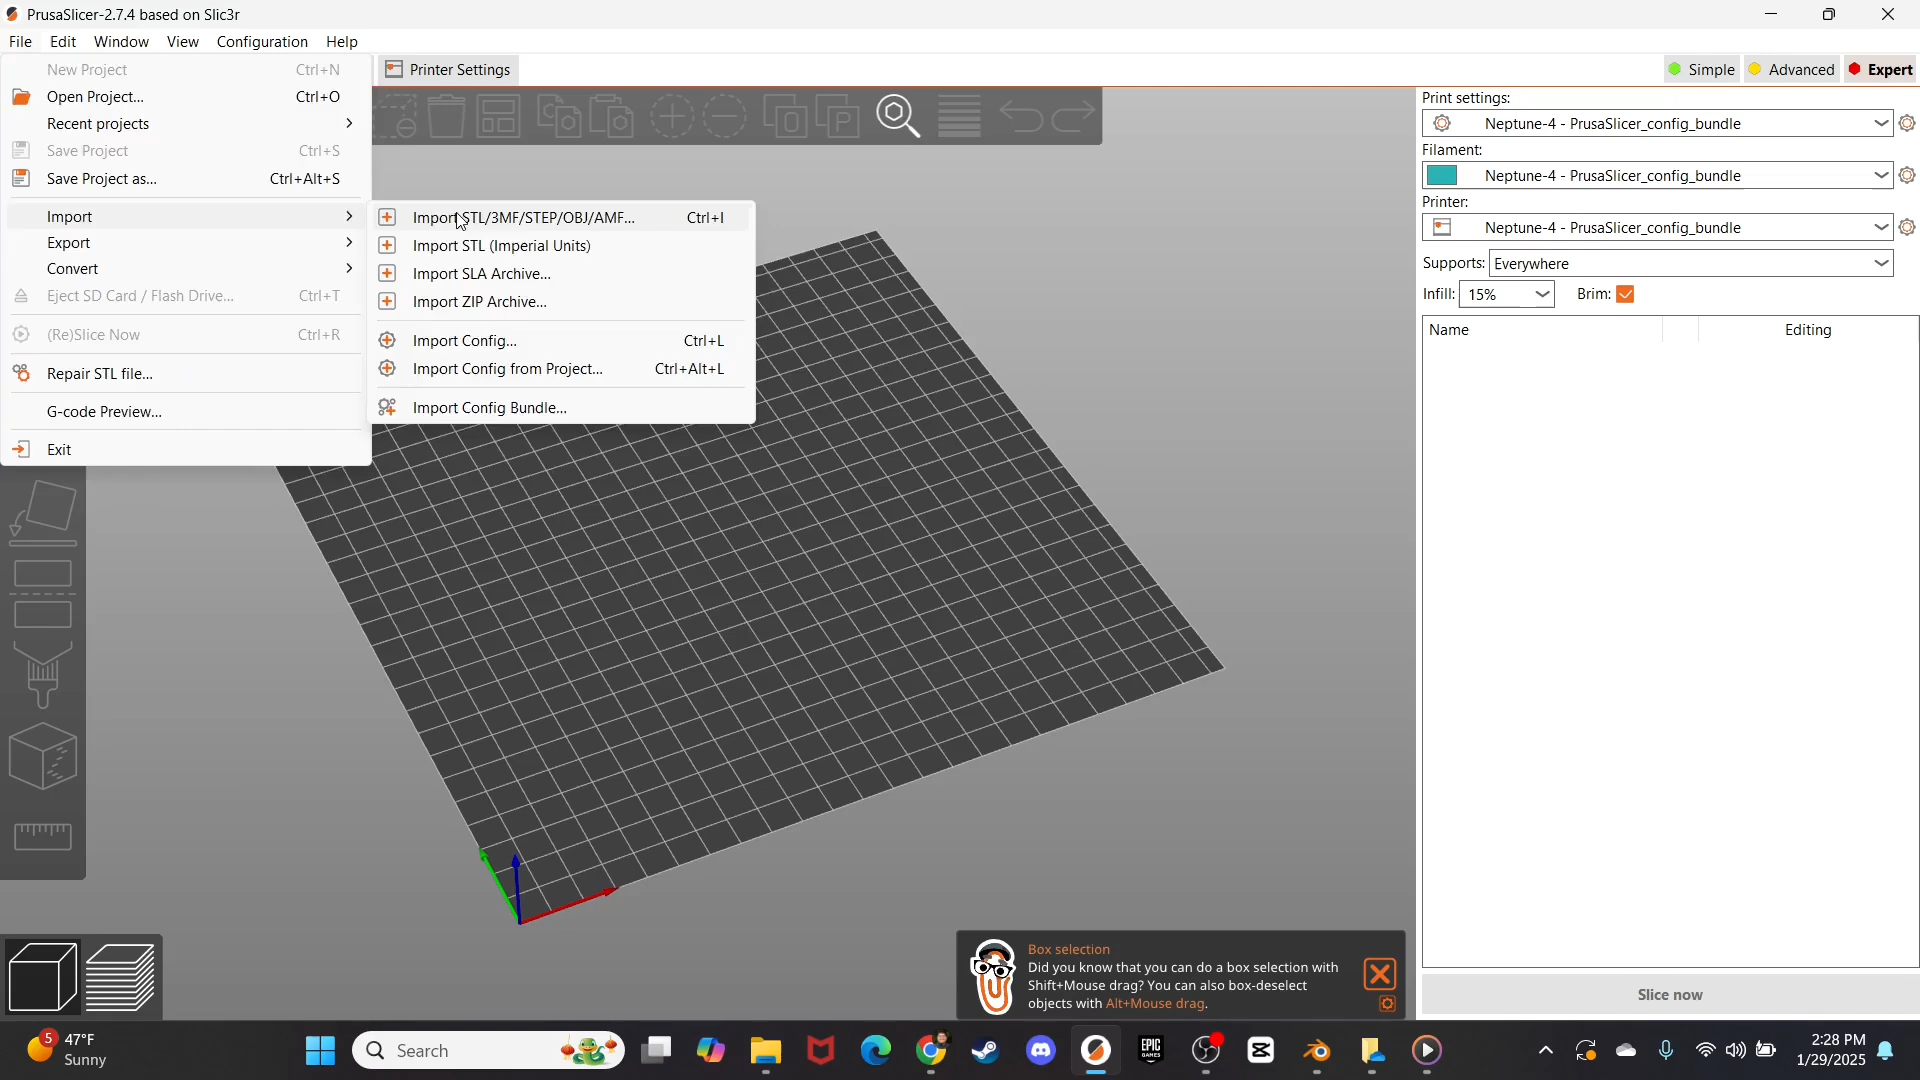 PrusaSlicer-2.7.4 based on Slic3r
File Edit Window View Configuration Help
New Project Ctrl+N
Open Project... Ctrl+O
Recent projects
Save Project Ctrl+S
Save Project as... Ctrl+Alt+S
Import
Export
Convert
Eject SD Card / Flash Drive... Ctrl+T
(Re)Slice Now Ctrl+R
Repair STL file...
G-code Preview...
Exit
Import STL/3MF/STEP/OBJ/AMF... Ctrl+I
Import STL (Imperial Units)
Import SLA Archive...
Import ZIP Archive...
Import Config... Ctrl+L
Import Config from Project... Ctrl+Alt+L
Import Config Bundle...
Printer Settings
Simple Advanced Expert
Print settings:
Neptune-4 - PrusaSlicer_config_bundle
Filament:
Neptune-4 - PrusaSlicer_config_bundle
Printer:
Neptune-4 - PrusaSlicer_config_bundle
Supports: Everywhere
Infill: 15% Brim:
Name Editing
Box selection
Did you know that you can do a box selection with
Shift+Mouse drag? You can also box-deselect
objects with Alt+Mouse drag.
Slice now
5 47°F
Sunny
Search
EPIC
GAMES
2:28 PM
1/29/2025